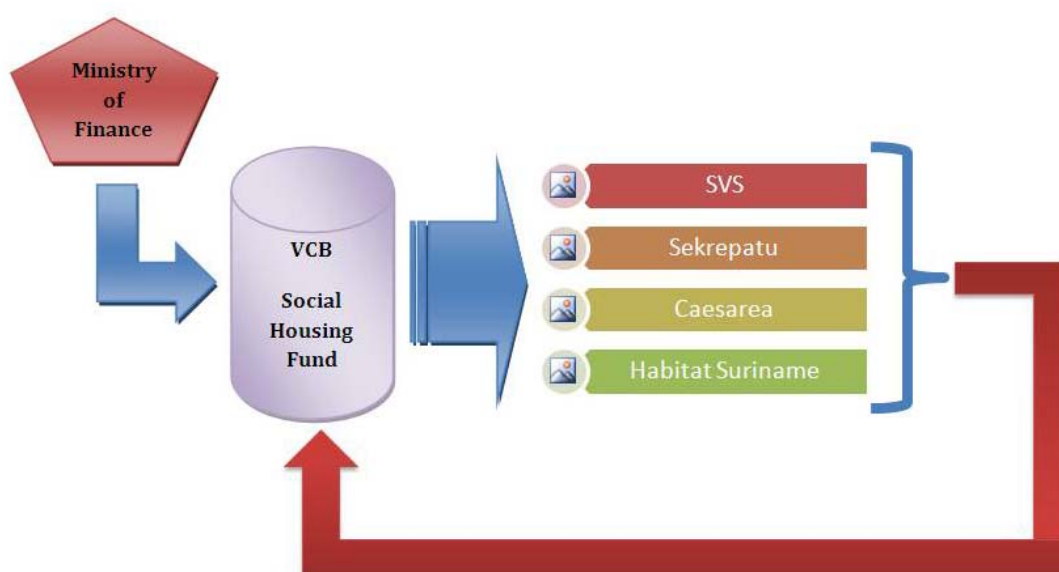 Ministry
of
Finance
VCB
Social
Housing
Fund
SVS
Sekrepatu
Caesarea
Habitat Suriname